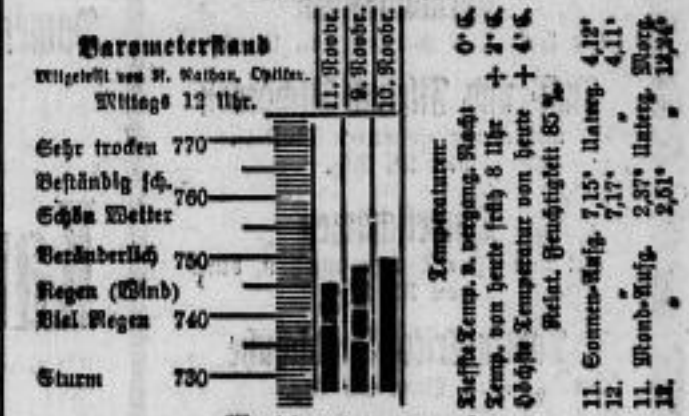 Barometerstand
Mitgeteilt von R. Nathan, Optiker.
Mittags 12 Uhr.
11. Novbr.
9. Novbr.
10. Novbr.
Sehr trocken 770
Beständig sch.
760
Schön Wetter
Veränderlich 750
Regen (Wind)
Viel Regen 740
Sturm 730
Temperaturen:
Tiefste Temp. v. vergang. Nacht 0° C.
Temp. von heute früh 8 Uhr + 2° C.
Höchste Temperatur von heute + 4° C.
Relat. Feuchtigkeit 85 %
11. Sonnen-Aufg. 7,15" Unterg. 4,12"
12. " 7,17" " 4,11"
11. Mond-Aufg. 2,37" Unterg. Morg.
12. " 2,51" "